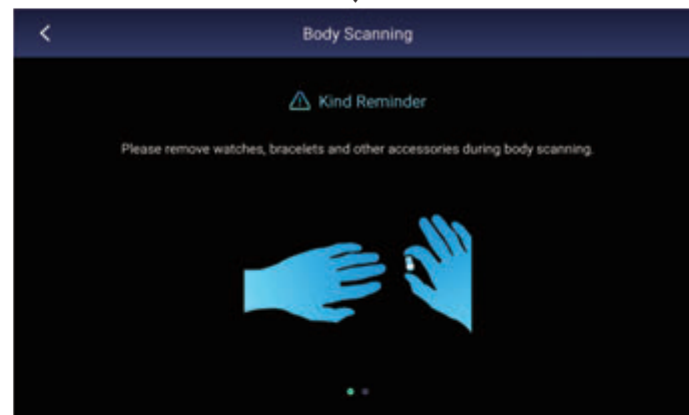 Body Scanning
Kind Reminder
Please remove watches, bracelets and other accessories during body scanning.